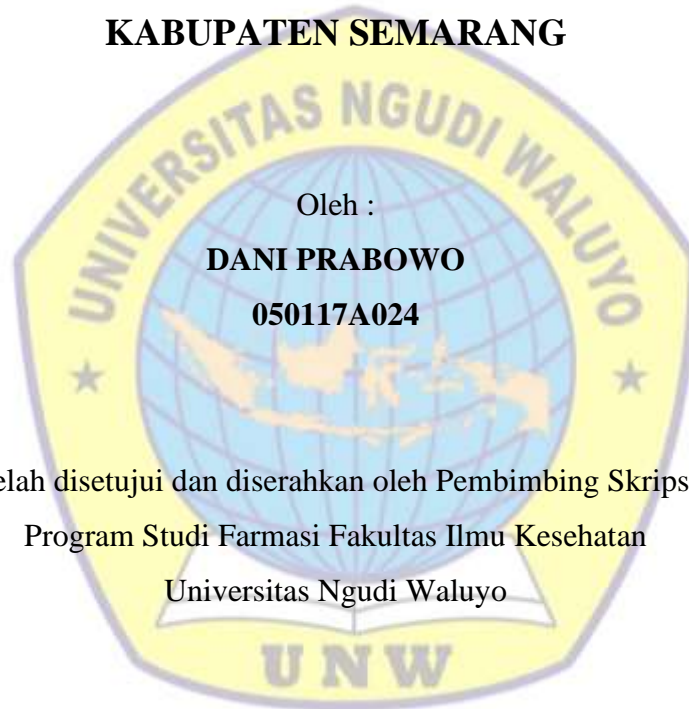 KABUPATEN SEMARANG
UNIVERSITAS NGUDI WALUYO
Oleh :
DANI PRABOWO
050117A024
elah disetujui dan diserahkan oleh Pembimbing Skrips
Program Studi Farmasi Fakultas Ilmu Kesehatan
Universitas Ngudi Waluyo
UNW